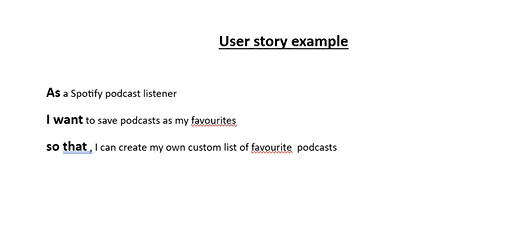 User story example
As a Spotify podcast listener
I want to save podcasts as my favourites
so that , I can create my own custom list of favourite  podcasts